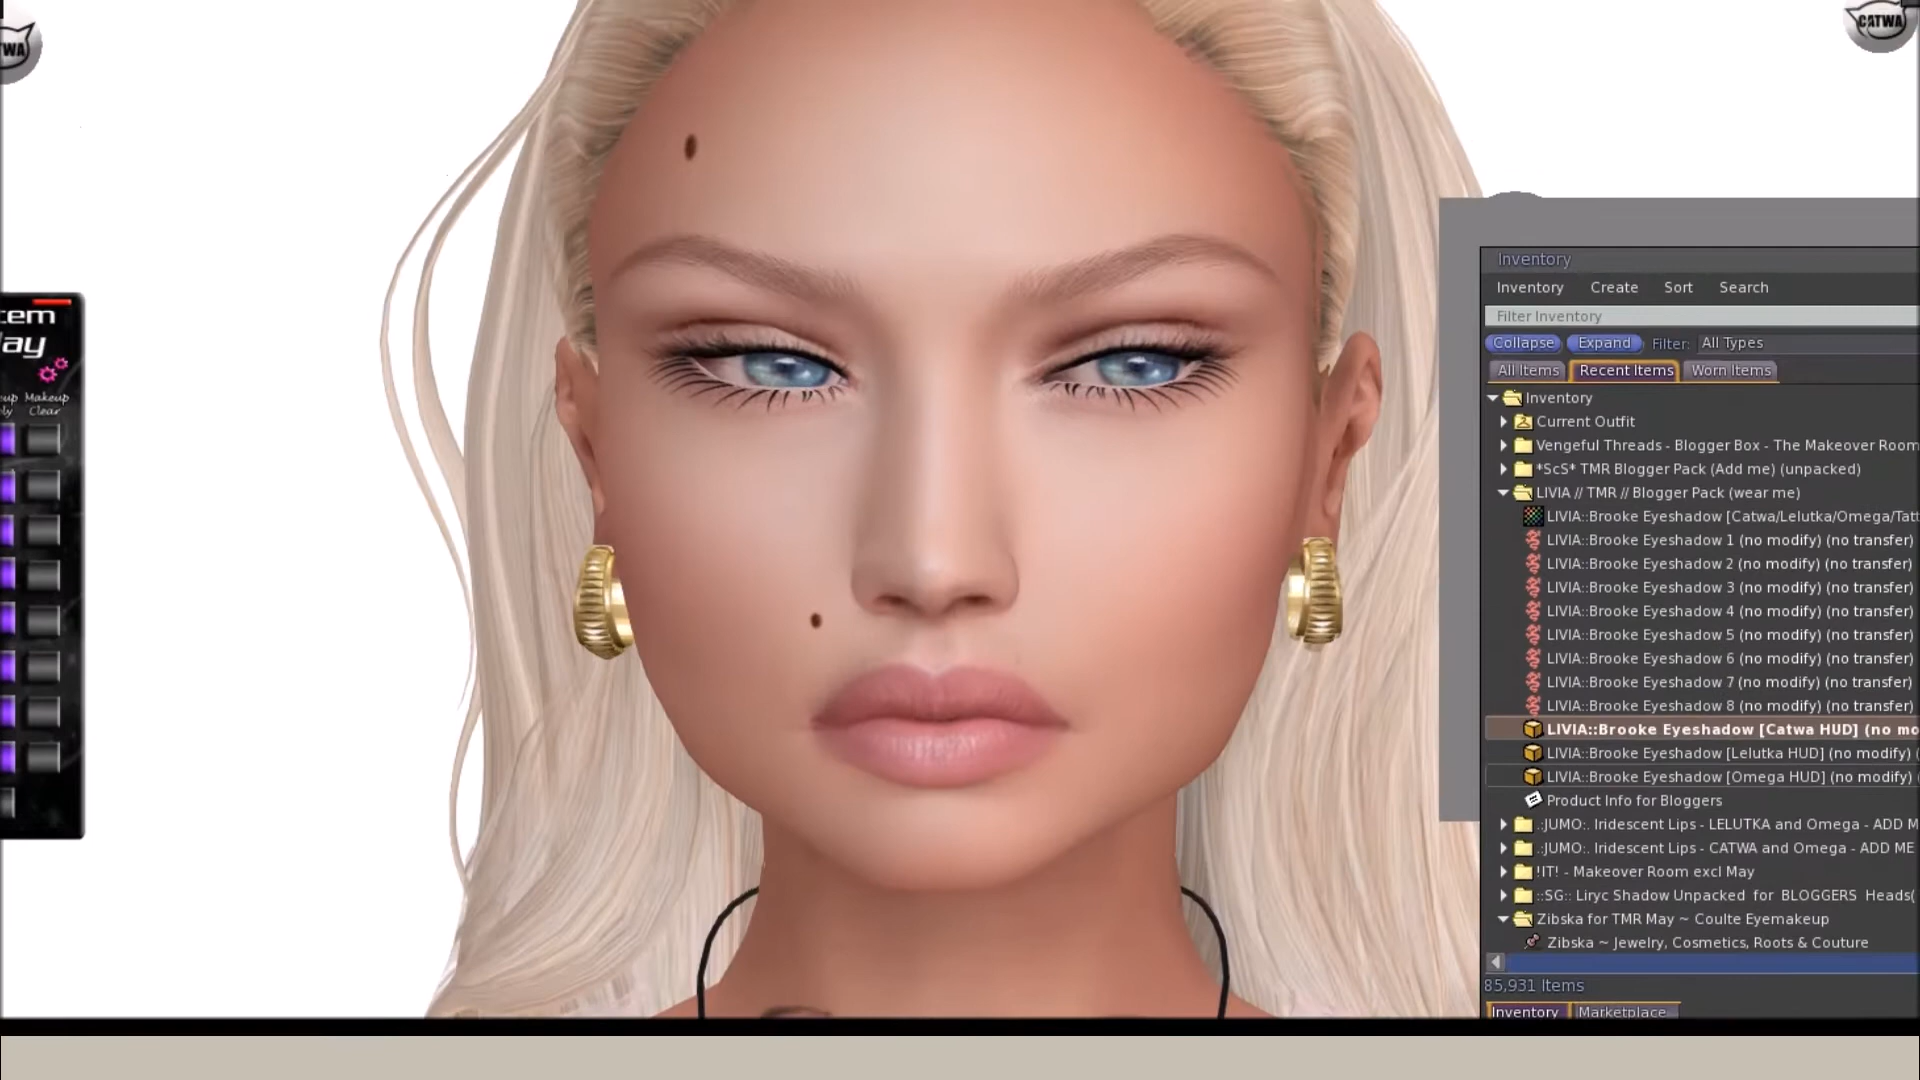 CATWA
WA
tem
ay
up Makeup
ly Clear
Inventory
Inventory Create Sort Search
Filter Inventory
Collapse Expand Filter: All Types
All Items Recent Items Worn Items
Inventory
Current Outfit
Vengeful Threads - Blogger Box - The Makeover Room
*ScS* TMR Blogger Pack (Add me) (unpacked)
LIVIA // TMR // Blogger Pack (wear me)
LIVIA::Brooke Eyeshadow [Catwa/Lelutka/Omega/Tatt
LIVIA::Brooke Eyeshadow 1 (no modify) (no transfer)
LIVIA::Brooke Eyeshadow 2 (no modify) (no transfer)
LIVIA::Brooke Eyeshadow 3 (no modify) (no transfer)
LIVIA::Brooke Eyeshadow 4 (no modify) (no transfer)
LIVIA::Brooke Eyeshadow 5 (no modify) (no transfer)
LIVIA::Brooke Eyeshadow 6 (no modify) (no transfer)
LIVIA::Brooke Eyeshadow 7 (no modify) (no transfer)
LIVIA::Brooke Eyeshadow 8 (no modify) (no transfer)
LIVIA::Brooke Eyeshadow [Catwa HUD] (no mo
LIVIA::Brooke Eyeshadow [Lelutka HUD] (no modify) (
LIVIA::Brooke Eyeshadow [Omega HUD] (no modify) (
Product Info for Bloggers
.:JUMO:. Iridescent Lips - LELUTKA and Omega - ADD M
.:JUMO:. Iridescent Lips - CATWA and Omega - ADD ME
!IT! - Makeover Room excl May
::SG:: Liryc Shadow Unpacked for BLOGGERS Heads(
Zibska for TMR May ~ Coulte Eyemakeup
Zibska ~ Jewelry, Cosmetics, Roots & Couture
85,931 Items
Inventory Marketplace